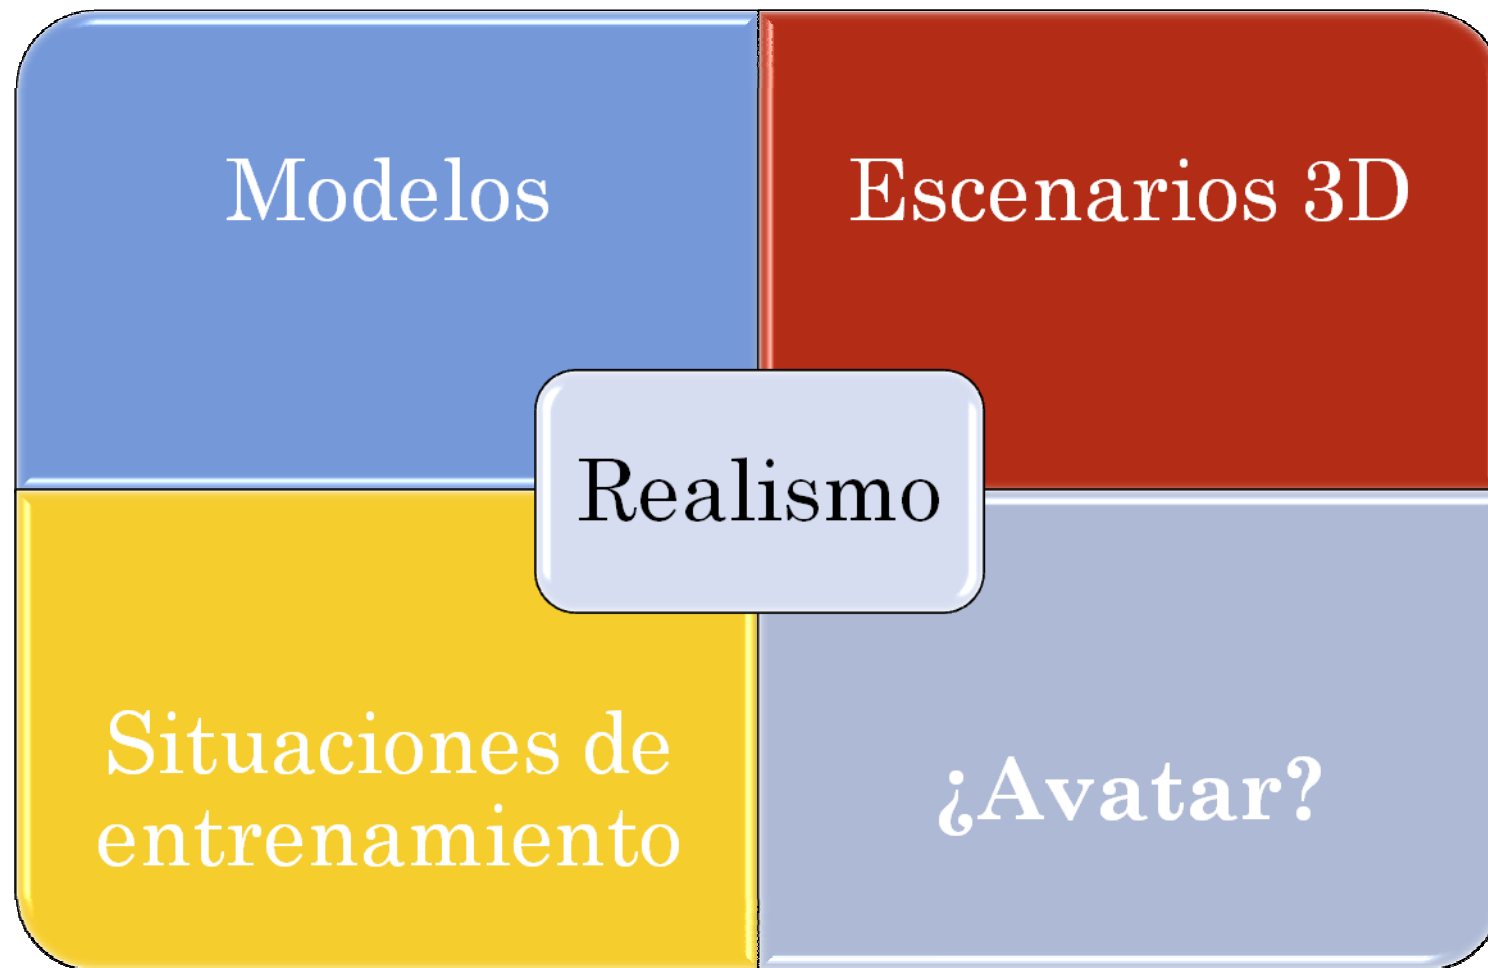 Modelos
Escenarios 3D
Realismo
Situaciones de
entrenamiento
¿Avatar?